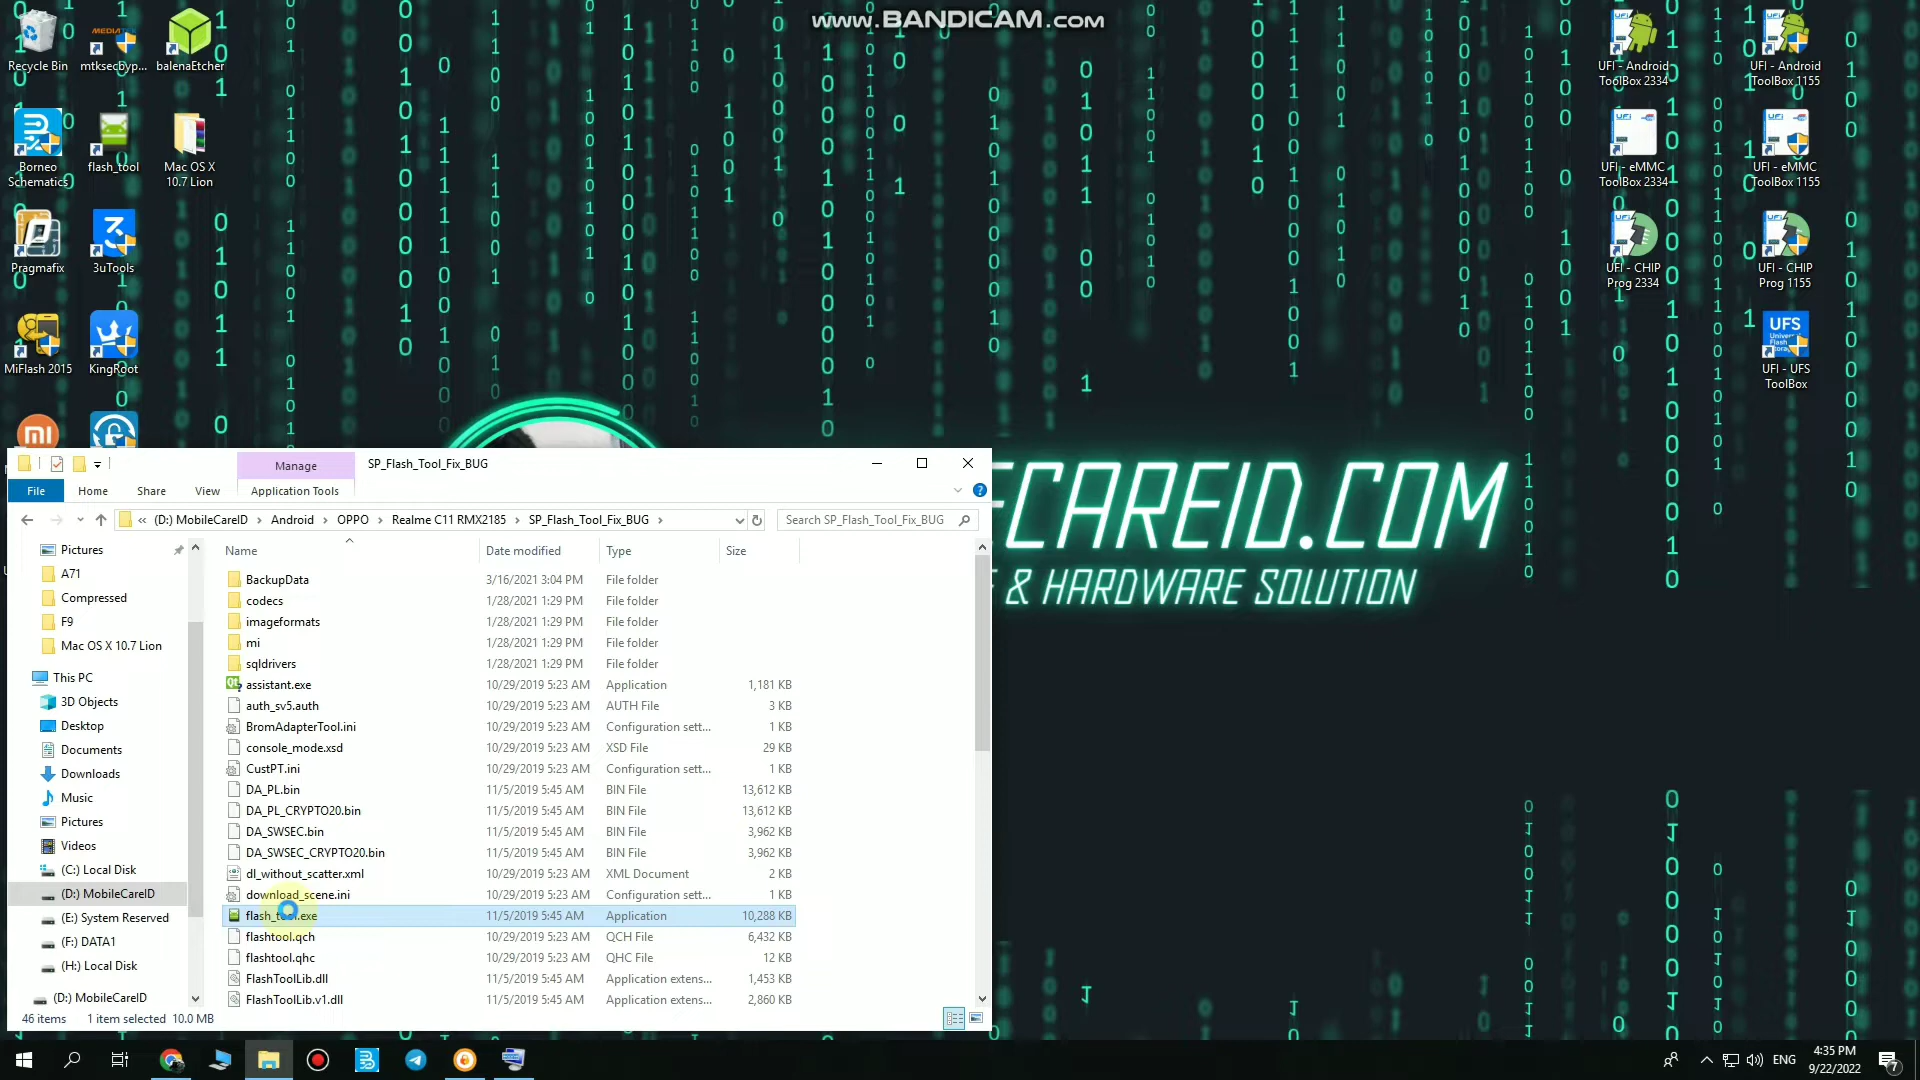 www.BANDICAM.com
Recycle Bin
mtksecbyp...
balenaEtcher
Borneo
Schematics
flash_tool
Mac OS X
10.7 Lion
Pragmafix
3uTools
MiFlash 2015
KingRoot
UFI - Android
ToolBox 2334
UFI - Android
ToolBox 1155
UFI - eMMC
ToolBox 2334
UFI - eMMC
ToolBox 1155
UFI - CHIP
Prog 2334
UFI - CHIP
Prog 1155
UFS
UFI - UFS
ToolBox
ECAREID.COM
& HARDWARE SOLUTION
Manage
SP_Flash_Tool_Fix_BUG
File
Home
Share
View
Application Tools
« (D:) MobileCareID > Android > OPPO > Realme C11 RMX2185 > SP_Flash_Tool_Fix_BUG >
Search SP_Flash_Tool_Fix_BUG
Pictures
A71
Compressed
F9
Mac OS X 10.7 Lion
This PC
3D Objects
Desktop
Documents
Downloads
Music
Pictures
Videos
(C:) Local Disk
(D:) MobileCareID
(E:) System Reserved
(F:) DATA1
(H:) Local Disk
(D:) MobileCareID
Name Date modified Type Size
BackupData 3/16/2021 3:04 PM File folder
codecs 1/28/2021 1:29 PM File folder
imageformats 1/28/2021 1:29 PM File folder
mi 1/28/2021 1:29 PM File folder
sqldrivers 1/28/2021 1:29 PM File folder
assistant.exe 10/29/2019 5:23 AM Application 1,181 KB
auth_sv5.auth 10/29/2019 5:23 AM AUTH File 3 KB
BromAdapterTool.ini 10/29/2019 5:23 AM Configuration sett... 1 KB
console_mode.xsd 10/29/2019 5:23 AM XSD File 29 KB
CustPT.ini 10/29/2019 5:23 AM Configuration sett... 1 KB
DA_PL.bin 11/5/2019 5:45 AM BIN File 13,612 KB
DA_PL_CRYPTO20.bin 11/5/2019 5:45 AM BIN File 13,612 KB
DA_SWSEC.bin 11/5/2019 5:45 AM BIN File 3,962 KB
DA_SWSEC_CRYPTO20.bin 11/5/2019 5:45 AM BIN File 3,962 KB
dl_without_scatter.xml 10/29/2019 5:23 AM XML Document 2 KB
download_scene.ini 10/29/2019 5:23 AM Configuration sett... 1 KB
flash_tool.exe 11/5/2019 5:45 AM Application 10,288 KB
flashtool.qch 10/29/2019 5:23 AM QCH File 6,432 KB
flashtool.qhc 10/29/2019 5:23 AM QHC File 12 KB
FlashToolLib.dll 11/5/2019 5:45 AM Application extens... 1,453 KB
FlashToolLib.v1.dll 11/5/2019 5:45 AM Application extens... 2,860 KB
46 items 1 item selected 10.0 MB
ENG
4:35 PM
9/22/2022
7